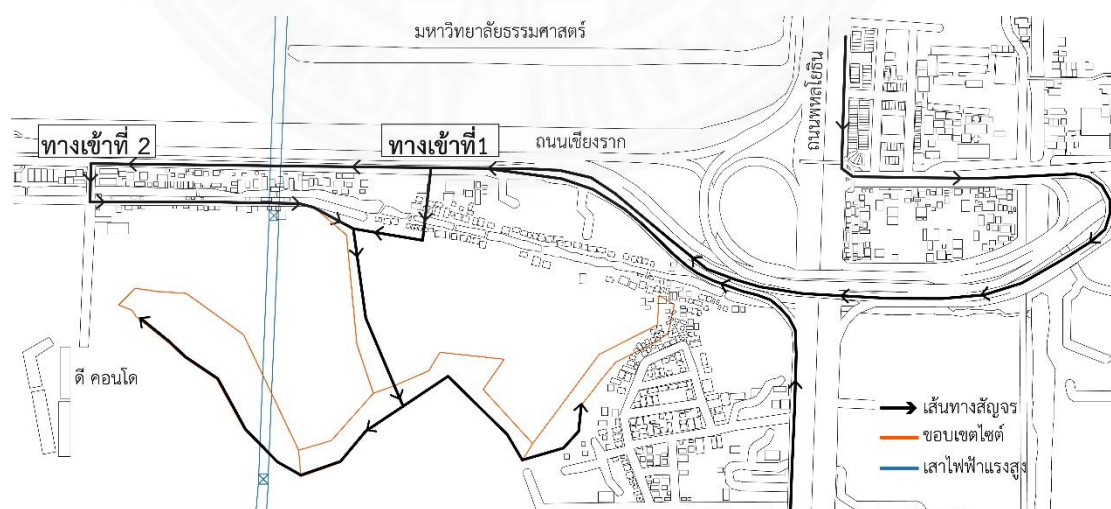 มหาวิทยาลัยธรรมศาสตร์
ถนนพหลโยธิน
ทางเข้าที่ 2
ทางเข้าที่1
ถนนเชียงราก
ดี คอนโด
เส้นทางสัญจร
ขอบเขตไซต์
เสาไฟฟ้าแรงสูง